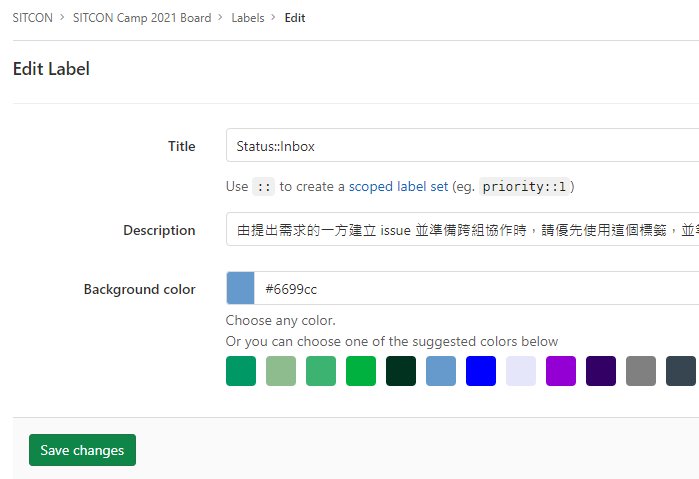 SITCON > SITCON Camp 2021 Board > Labels > Edit
Edit Label
Title
Status::Inbox
Use :: to create a scoped label set (eg. priority::1)
Description
由提出需求的一方建立 issue 並準備跨組協作時，請優先使用這個標籤，並
Background color
#6699cc
Choose any color.
Or you can choose one of the suggested colors below
Save changes